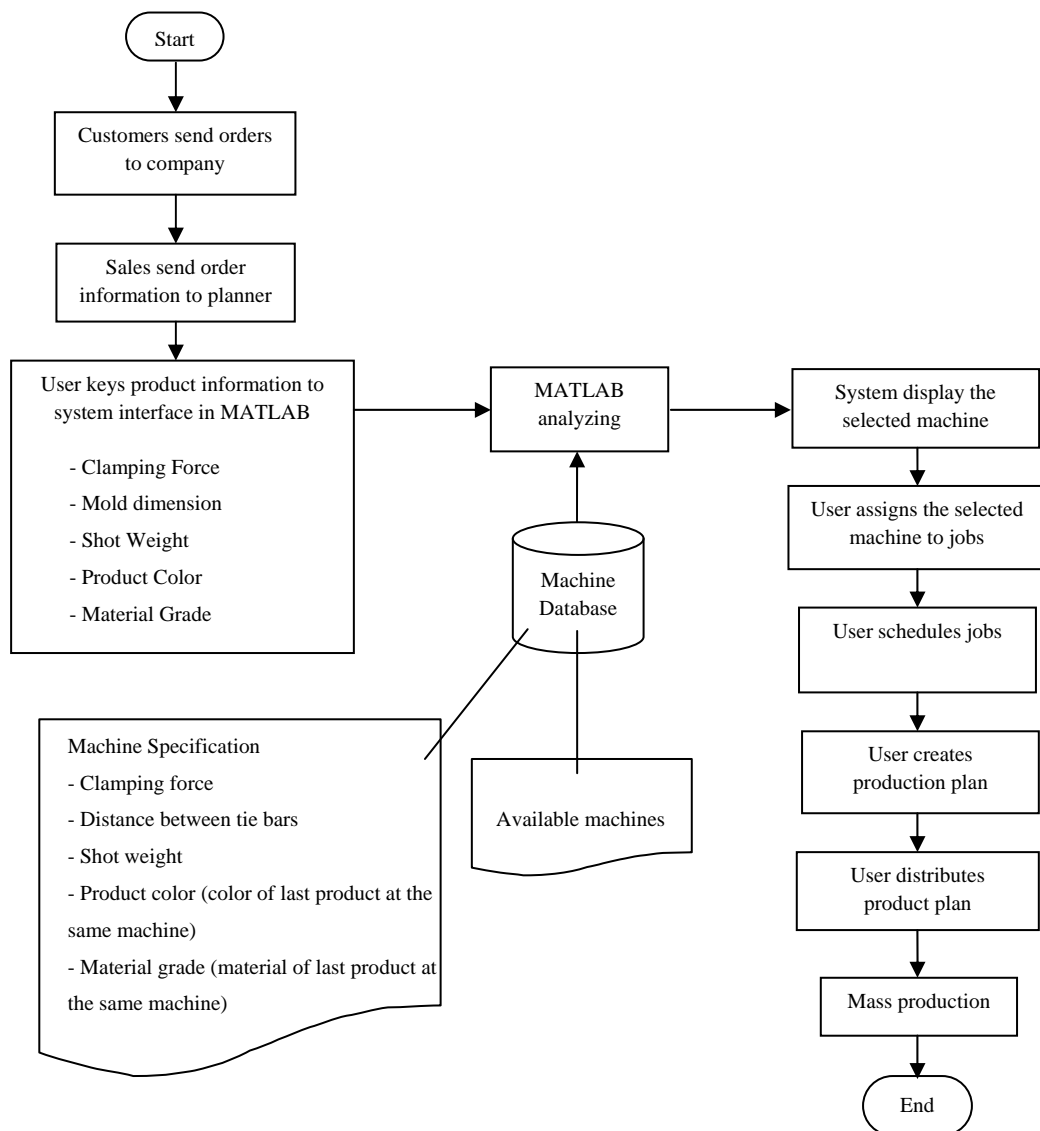 Start
Customers send orders
to company
Sales send order
information to planner
User keys product information to
system interface in MATLAB
- Clamping Force
- Mold dimension
- Shot Weight
- Product Color
- Material Grade
MATLAB
analyzing
Machine
Database
Machine Specification
- Clamping force
- Distance between tie bars
- Shot weight
- Product color (color of last product at the
same machine)
- Material grade (material of last product at
the same machine)
Available machines
System display the
selected machine
User assigns the selected
machine to jobs
User schedules jobs
User creates
production plan
User distributes
product plan
Mass production
End